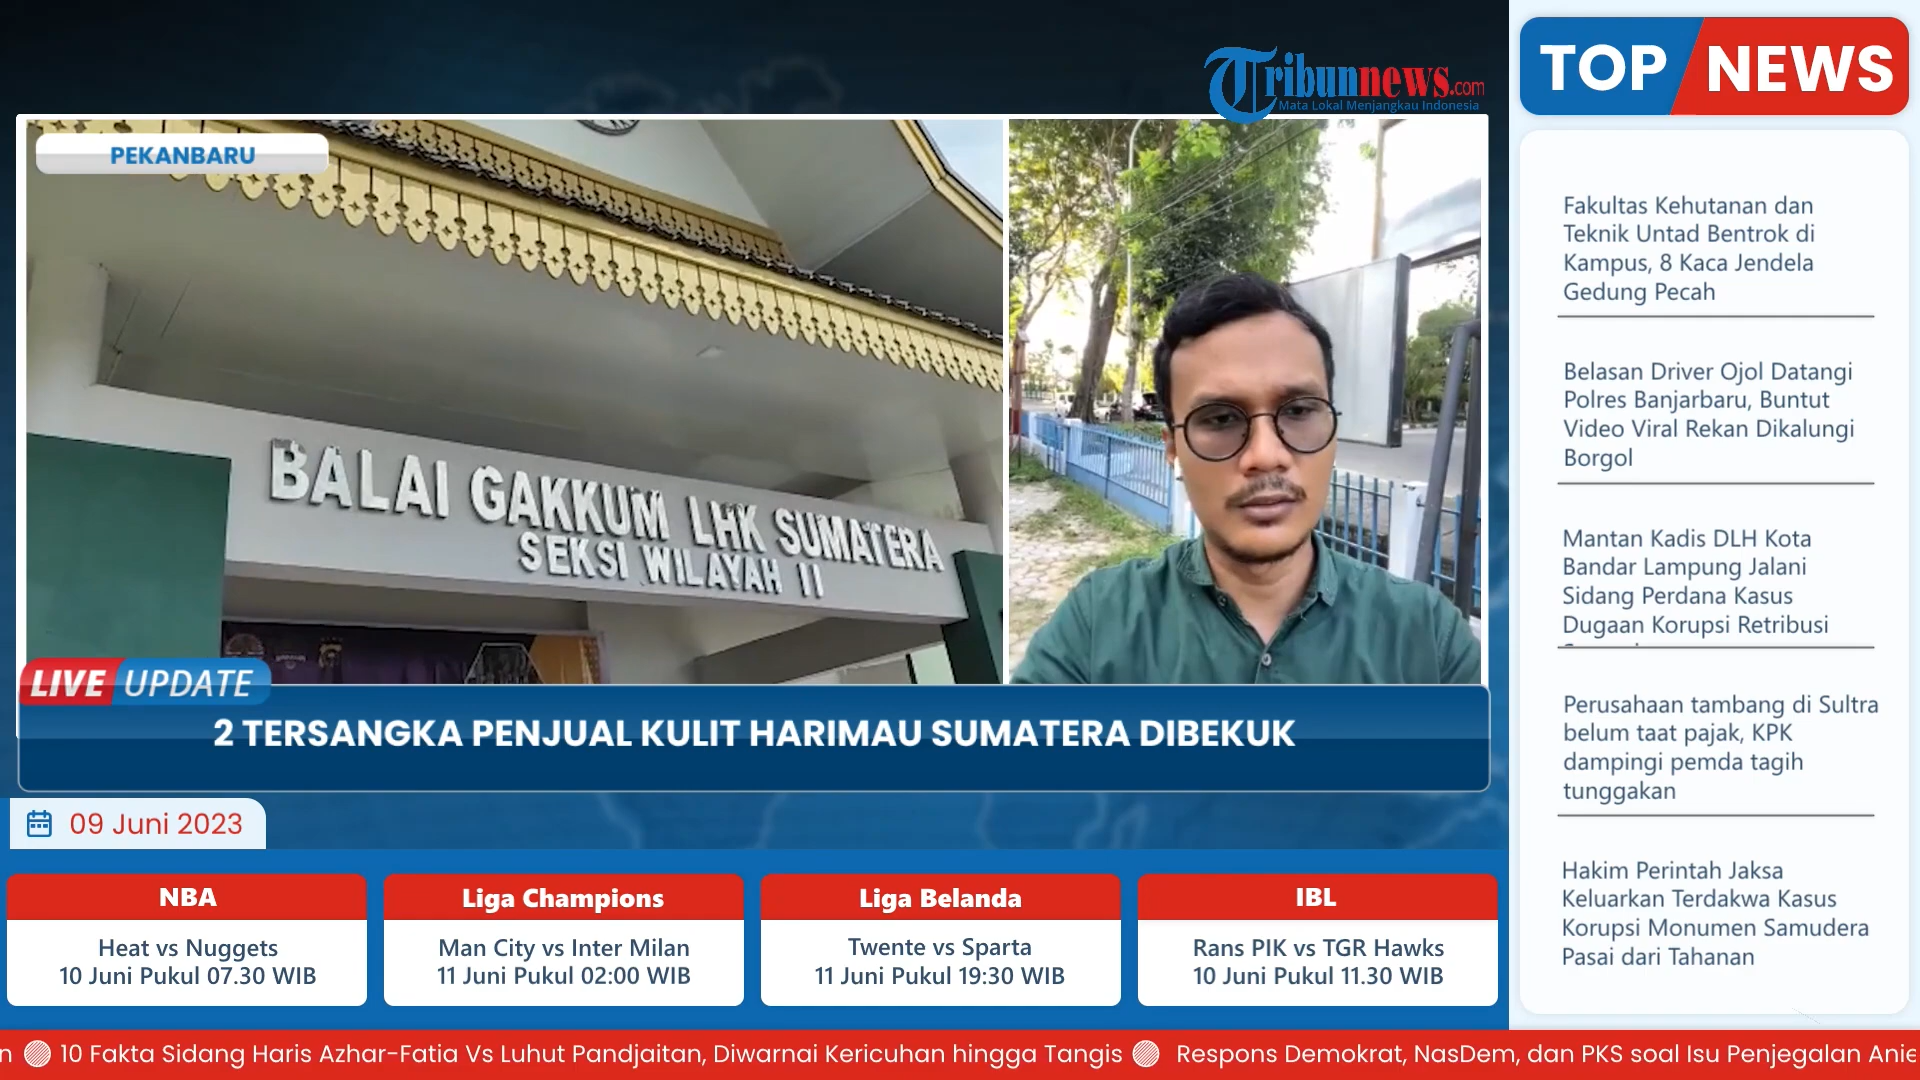 Tribunnews.com
Mata Lokal Menjangkau Indonesia
PEKANBARU
BALAI GAKKUM LHK SUMATERA
SEKSI WILAYAH II
LIVE UPDATE
2 TERSANGKA PENJUAL KULIT HARIMAU SUMATERA DIBEKUK
09 Juni 2023
NBA
Heat vs Nuggets
10 Juni Pukul 07.30 WIB
Liga Champions
Man City vs Inter Milan
11 Juni Pukul 02:00 WIB
Liga Belanda
Twente vs Sparta
11 Juni Pukul 19:30 WIB
IBL
Rans PIK vs TGR Hawks
10 Juni Pukul 11.30 WIB
TOP NEWS
Fakultas Kehutanan dan
Teknik Untad Bentrok di
Kampus, 8 Kaca Jendela
Gedung Pecah
Belasan Driver Ojol Datangi
Polres Banjarbaru, Buntut
Video Viral Rekan Dikalungi
Borgol
Mantan Kadis DLH Kota
Bandar Lampung Jalani
Sidang Perdana Kasus
Dugaan Korupsi Retribusi
Perusahaan tambang di Sultra
belum taat pajak, KPK
dampingi pemda tagih
tunggakan
Hakim Perintah Jaksa
Keluarkan Terdakwa Kasus
Korupsi Monumen Samudera
Pasai dari Tahanan
n 10 Fakta Sidang Haris Azhar-Fatia Vs Luhut Pandjaitan, Diwarnai Kericuhan hingga Tangis Respons Demokrat, NasDem, dan PKS soal Isu Penjegalan Anie